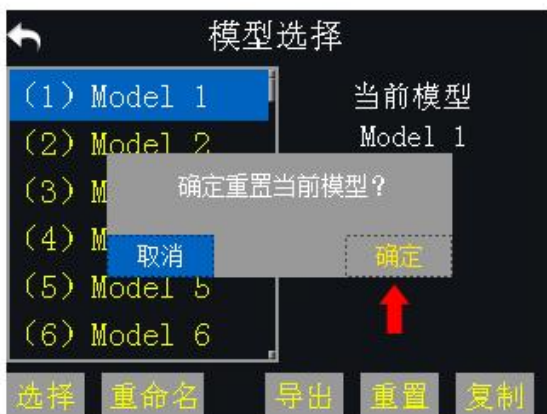 模型选择
(1) Model 1
当前模型
(2) Model 2
Model 1
(3) M
确定重置当前模型？
(4) M
取消
确定
(5) Model 5
(6) Model 6
选择 重命名 导出 重置 复制